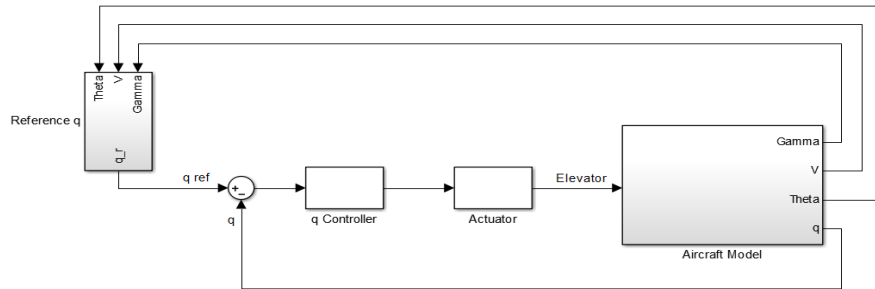 Theta
V
Gamma
Reference q
q_r
q ref
+
-
q
q Controller
Actuator
Elevator
Gamma
V
Theta
q
Aircraft Model